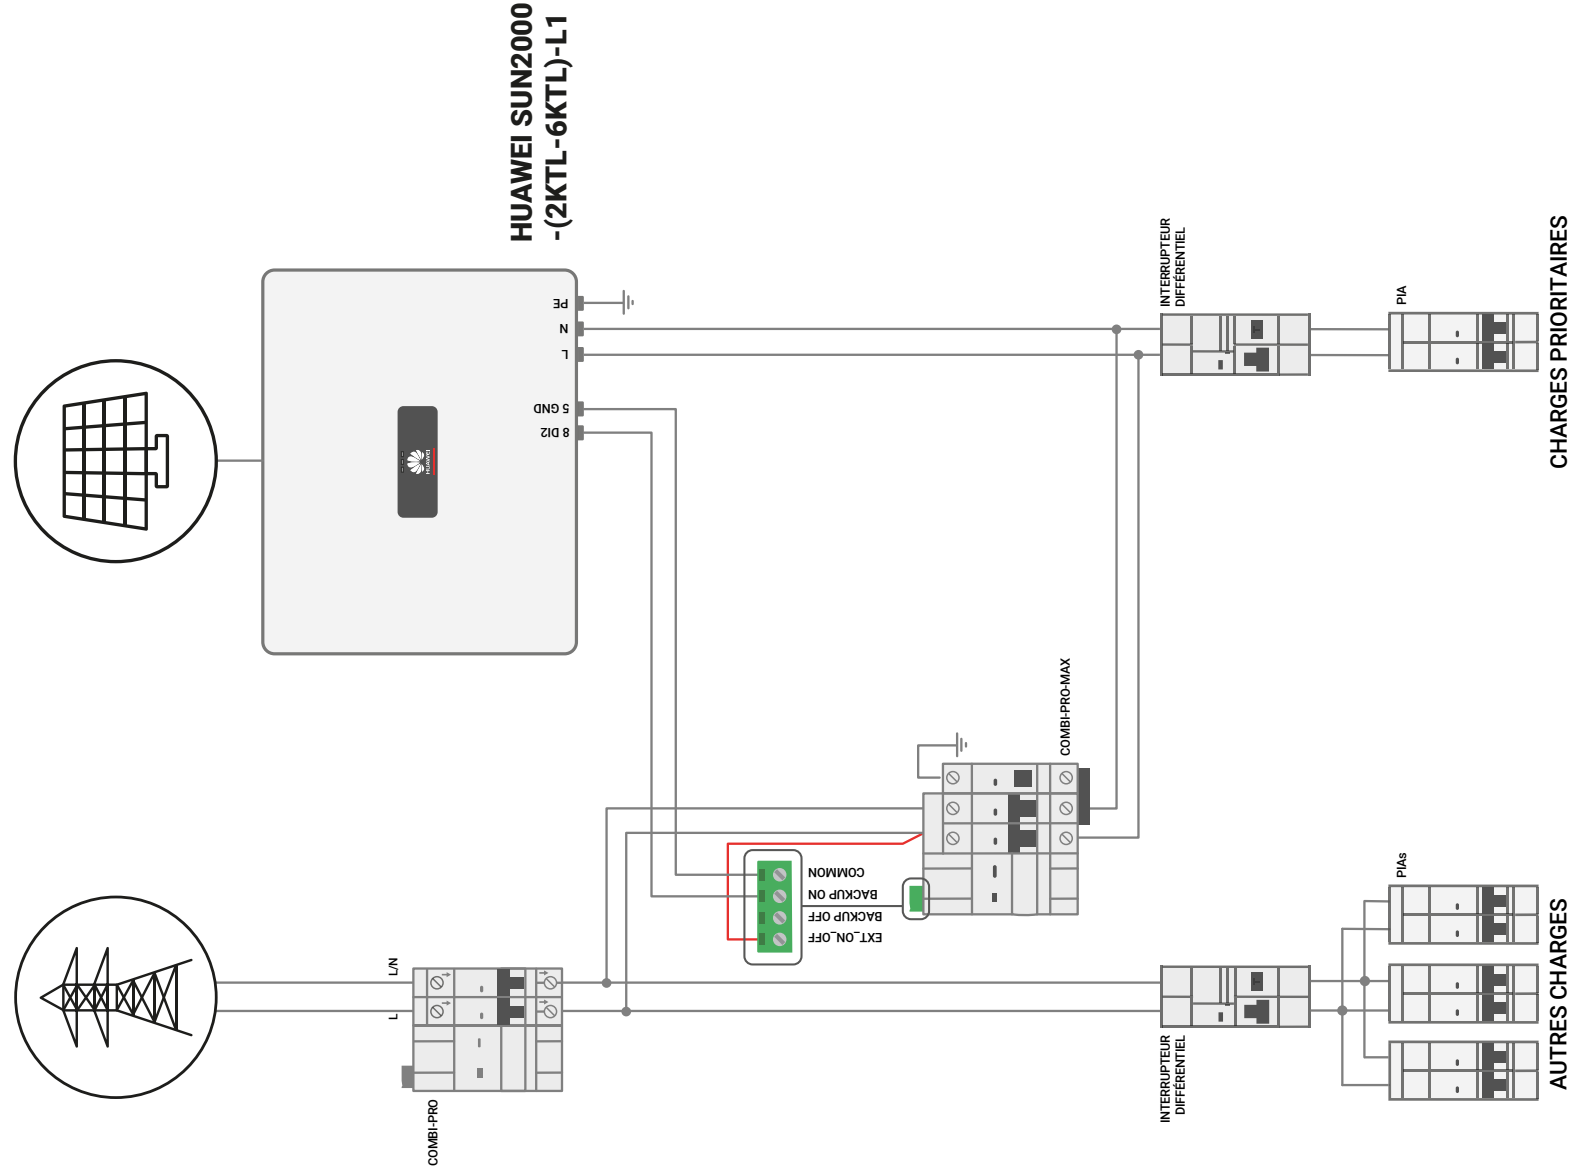 HUAWEI SUN2000
-(2KTL-6KTL)-L1
PE
N
L
5 GND
8 DI2
HUAWEI
INTERRUPTEUR
DIFFÉRENTIEL
T
PIA
CHARGES PRIORITAIRES
COMBI-PRO-MAX
COMMON
BACKUP ON
BACKUP OFF
EXT_ON_OFF
L/N
L
COMBI-PRO
INTERRUPTEUR
DIFFÉRENTIEL
T
PIAs
AUTRES CHARGES